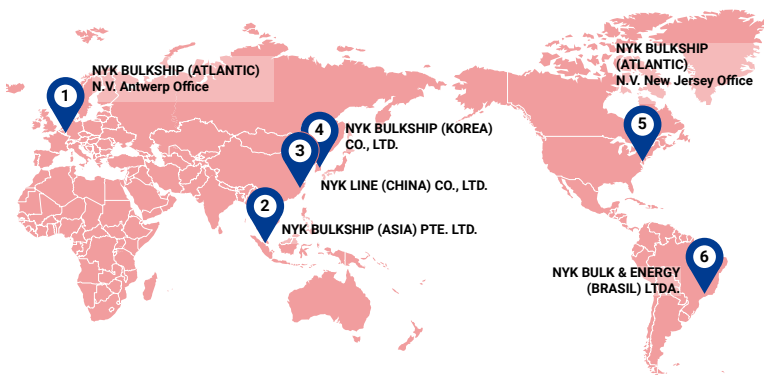 1
NYK BULKSHIP (ATLANTIC)
N.V. Antwerp Office
4
NYK BULKSHIP (KOREA)
CO., LTD.
3
NYK LINE (CHINA) CO., LTD.
2
NYK BULKSHIP (ASIA) PTE. LTD.
NYK BULKSHIP
(ATLANTIC)
N.V. New Jersey Office
5
6
NYK BULK & ENERGY
(BRASIL) LTDA.